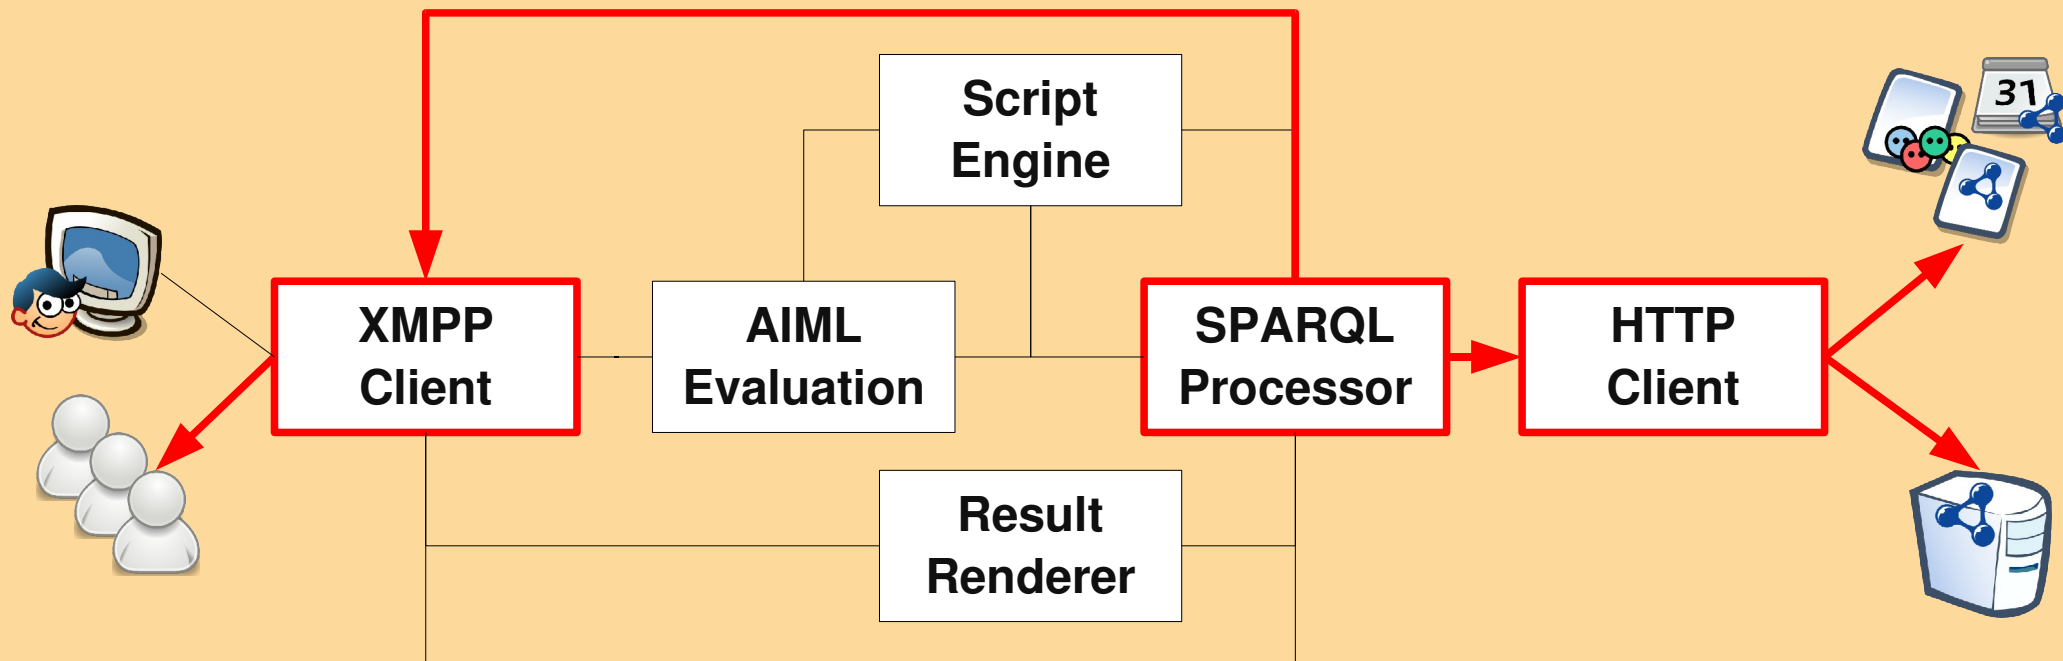 Script
Engine
31
XMPP
Client
AIML
Evaluation
SPARQL
Processor
HTTP
Client
Result
Renderer